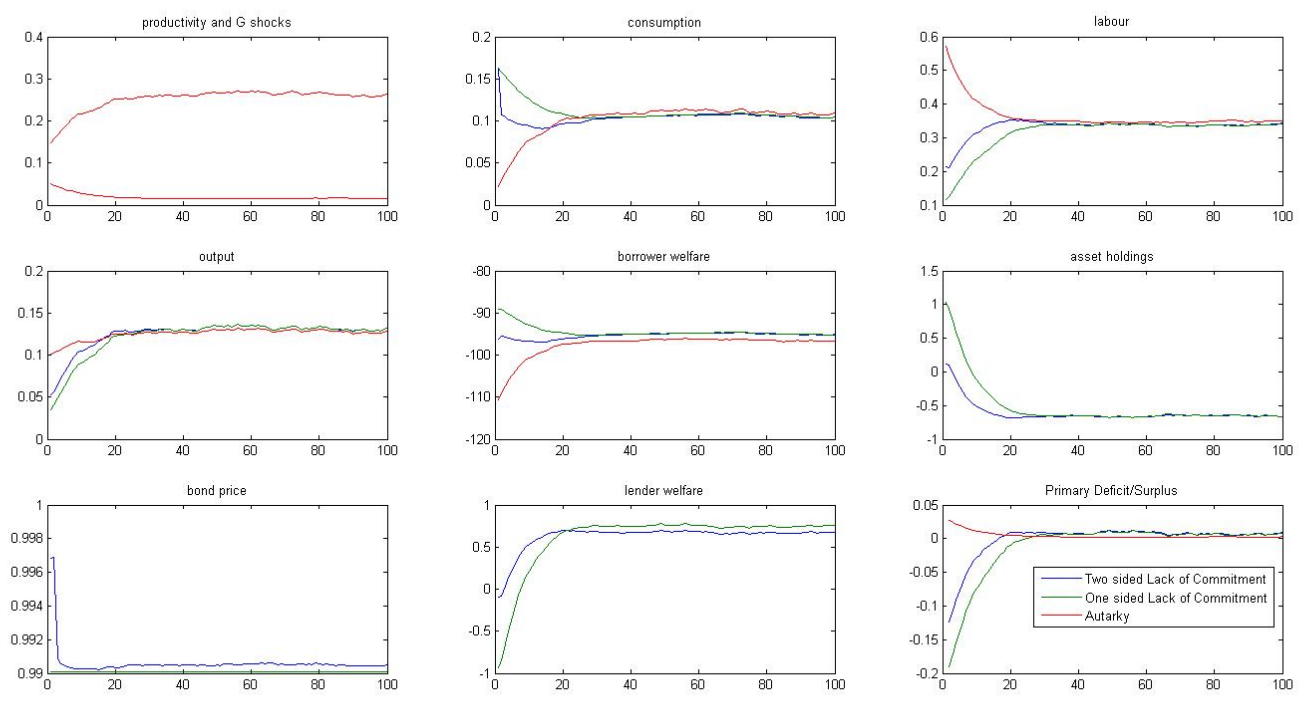 productivity and G shocks
0.4
0.3
0.2
0.1
0
0 20 40 60 80 100
consumption
0.2
0.15
0.1
0.05
0
0 20 40 60 80 100
labour
0.6
0.5
0.4
0.3
0.2
0.1
0 20 40 60 80 100
output
0.2
0.15
0.1
0.05
0
0 20 40 60 80 100
borrower welfare
-80
-90
-100
-110
-120
0 20 40 60 80 100
asset holdings
1.5
1
0.5
0
-0.5
-1
0 20 40 60 80 100
bond price
1
0.998
0.996
0.994
0.992
0.99
0 20 40 60 80 100
lender welfare
1
0.5
0
-0.5
-1
0 20 40 60 80 100
Primary Deficit/Surplus
0.05
0
-0.05
-0.1
-0.15
-0.2
0 20 40 60 80 100
Two sided Lack of Commitment
One sided Lack of Commitment
Autarky